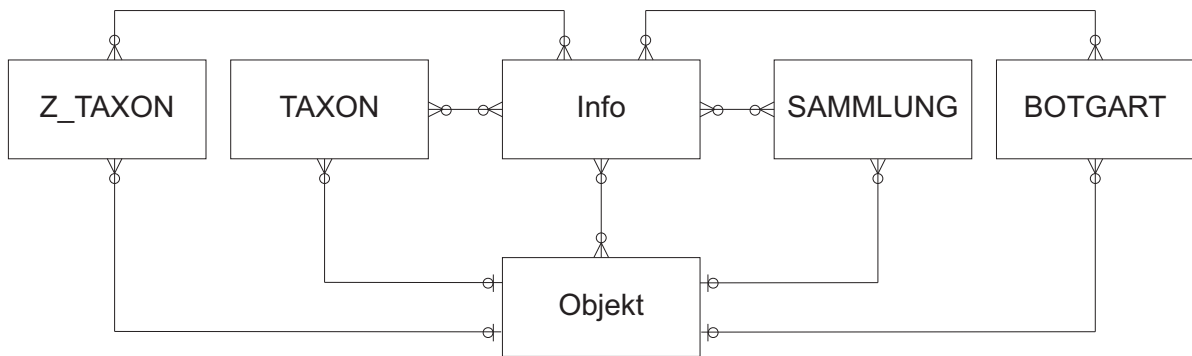 Z_TAXON
TAXON
Info
SAMMLUNG
BOTGART
Objekt